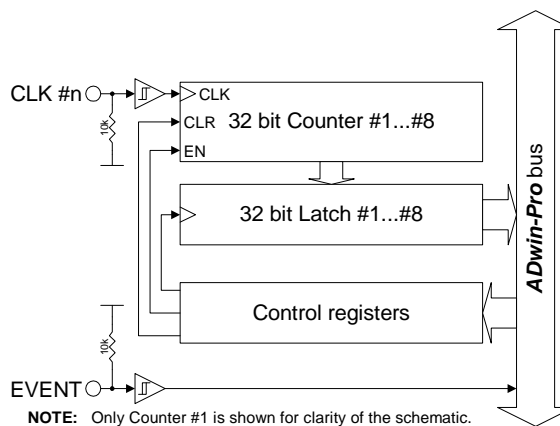 CLK #n
10k
CLK
CLR
EN
32 bit Counter #1...#8
32 bit Latch #1...#8
Control registers
10k
EVENT
ADwin-Pro bus
NOTE: Only Counter #1 is shown for clarity of the schematic.